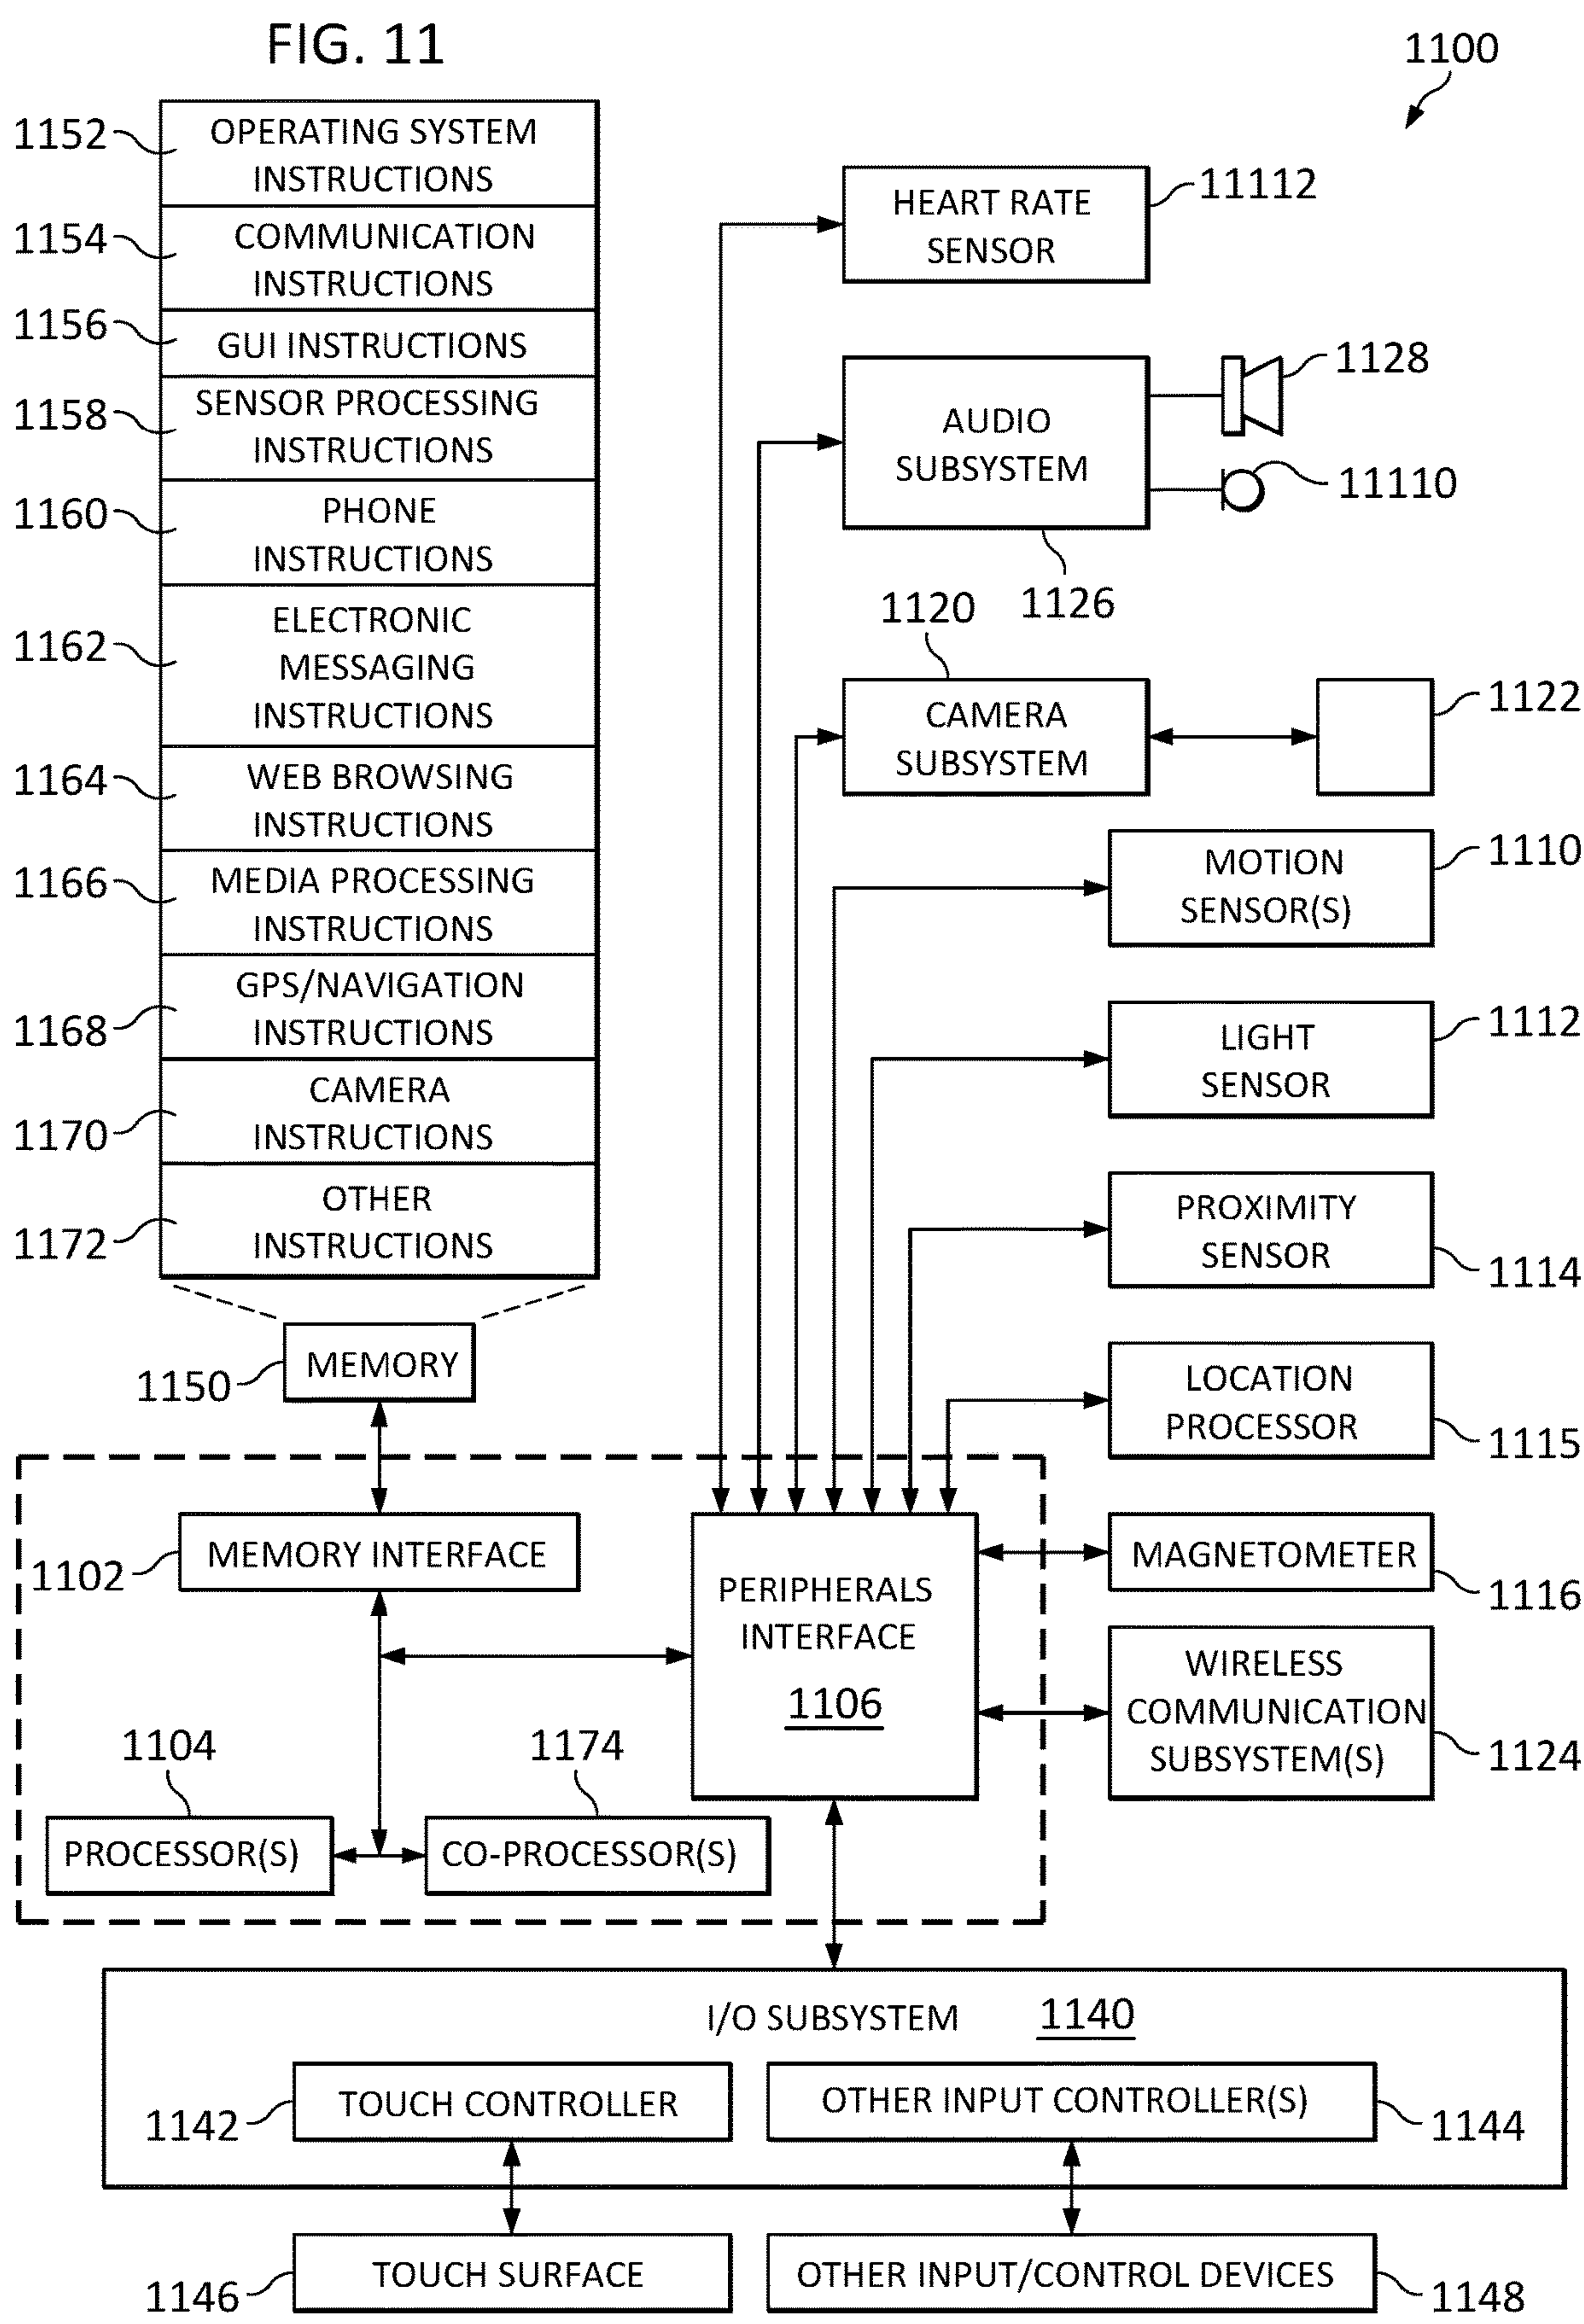 FIG. 11
1100
1152
OPERATING SYSTEM
INSTRUCTIONS
1154
COMMUNICATION
INSTRUCTIONS
1156
GUI INSTRUCTIONS
1158
SENSOR PROCESSING
INSTRUCTIONS
1160
PHONE
INSTRUCTIONS
1162
ELECTRONIC
MESSAGING
INSTRUCTIONS
1164
WEB BROWSING
INSTRUCTIONS
1166
MEDIA PROCESSING
INSTRUCTIONS
1168
GPS/NAVIGATION
INSTRUCTIONS
1170
CAMERA
INSTRUCTIONS
1172
OTHER
INSTRUCTIONS
1150
MEMORY
HEART RATE
SENSOR
11112
AUDIO
SUBSYSTEM
1128
11110
1126
1120
CAMERA
SUBSYSTEM
1122
MOTION
SENSOR(S)
1110
LIGHT
SENSOR
1112
PROXIMITY
SENSOR
1114
LOCATION
PROCESSOR
1115
MAGNETOMETER
1116
WIRELESS
COMMUNICATION
SUBSYSTEM(S)
1124
1102
MEMORY INTERFACE
PERIPHERALS
INTERFACE
1106
1104
PROCESSOR(S)
1174
CO-PROCESSOR(S)
I/O SUBSYSTEM 1140
1142
TOUCH CONTROLLER
OTHER INPUT CONTROLLER(S)
1144
1146
TOUCH SURFACE
OTHER INPUT/CONTROL DEVICES
1148